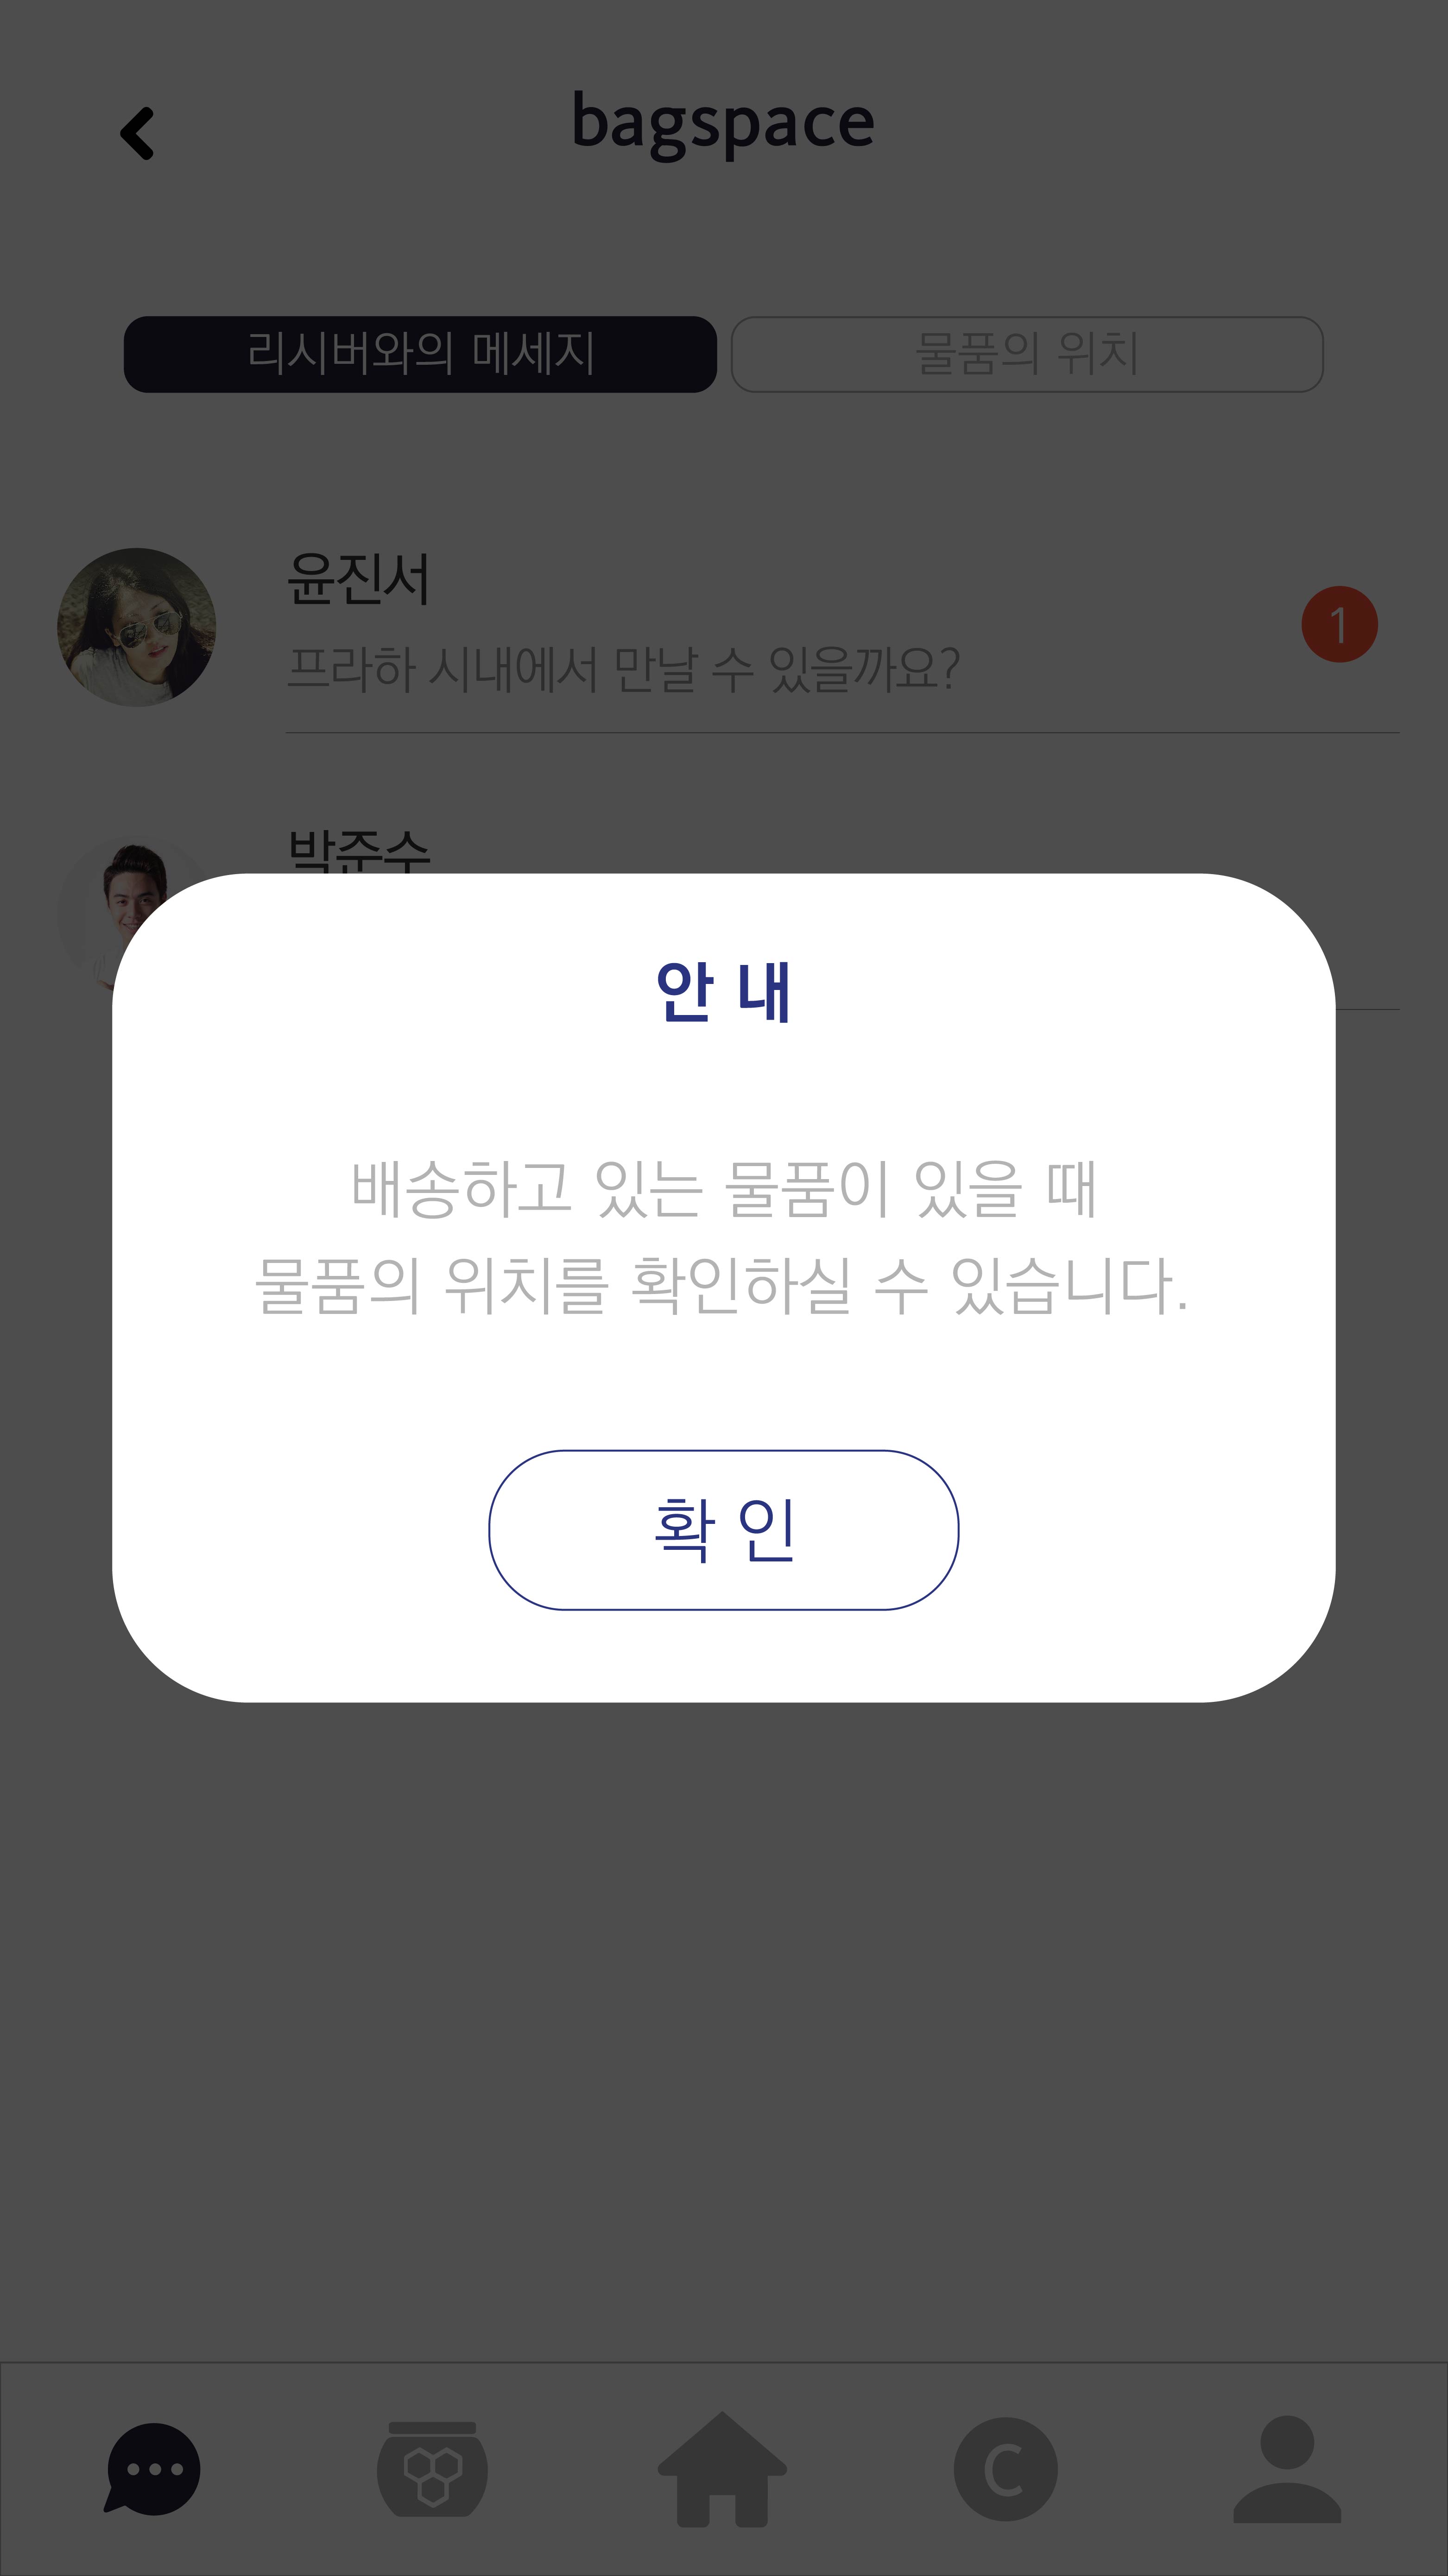 bagspace
리시버와의 메세지
물품의 위치
윤진서
프라하 시내에서 만날 수 있을까요?
1
박준수
안 내
배송하고 있는 물품이 있을 때
물품의 위치를 확인하실 수 있습니다.
확 인
C